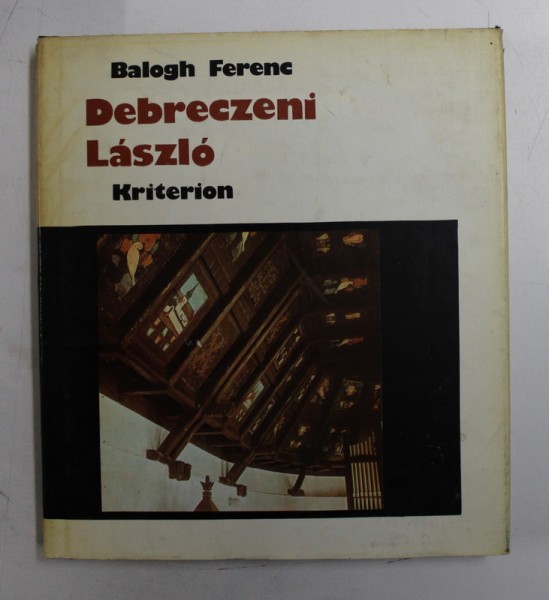 Balogh Ferenc
Debreczeni
László
Kriterion